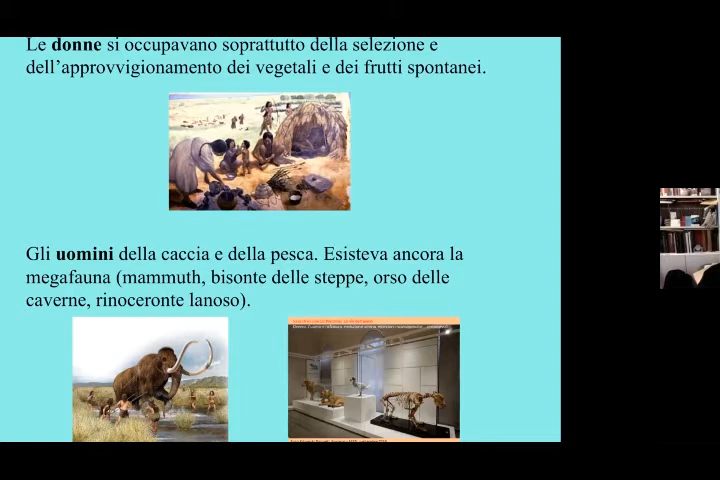 Le donne si occupavano soprattutto della selezione e
dell’approvvigionamento dei vegetali e dei frutti spontanei.
Gli uomini della caccia e della pesca. Esisteva ancora la
megafauna (mammuth, bisonte delle steppe, orso delle
caverne, rinoceronte lanoso).